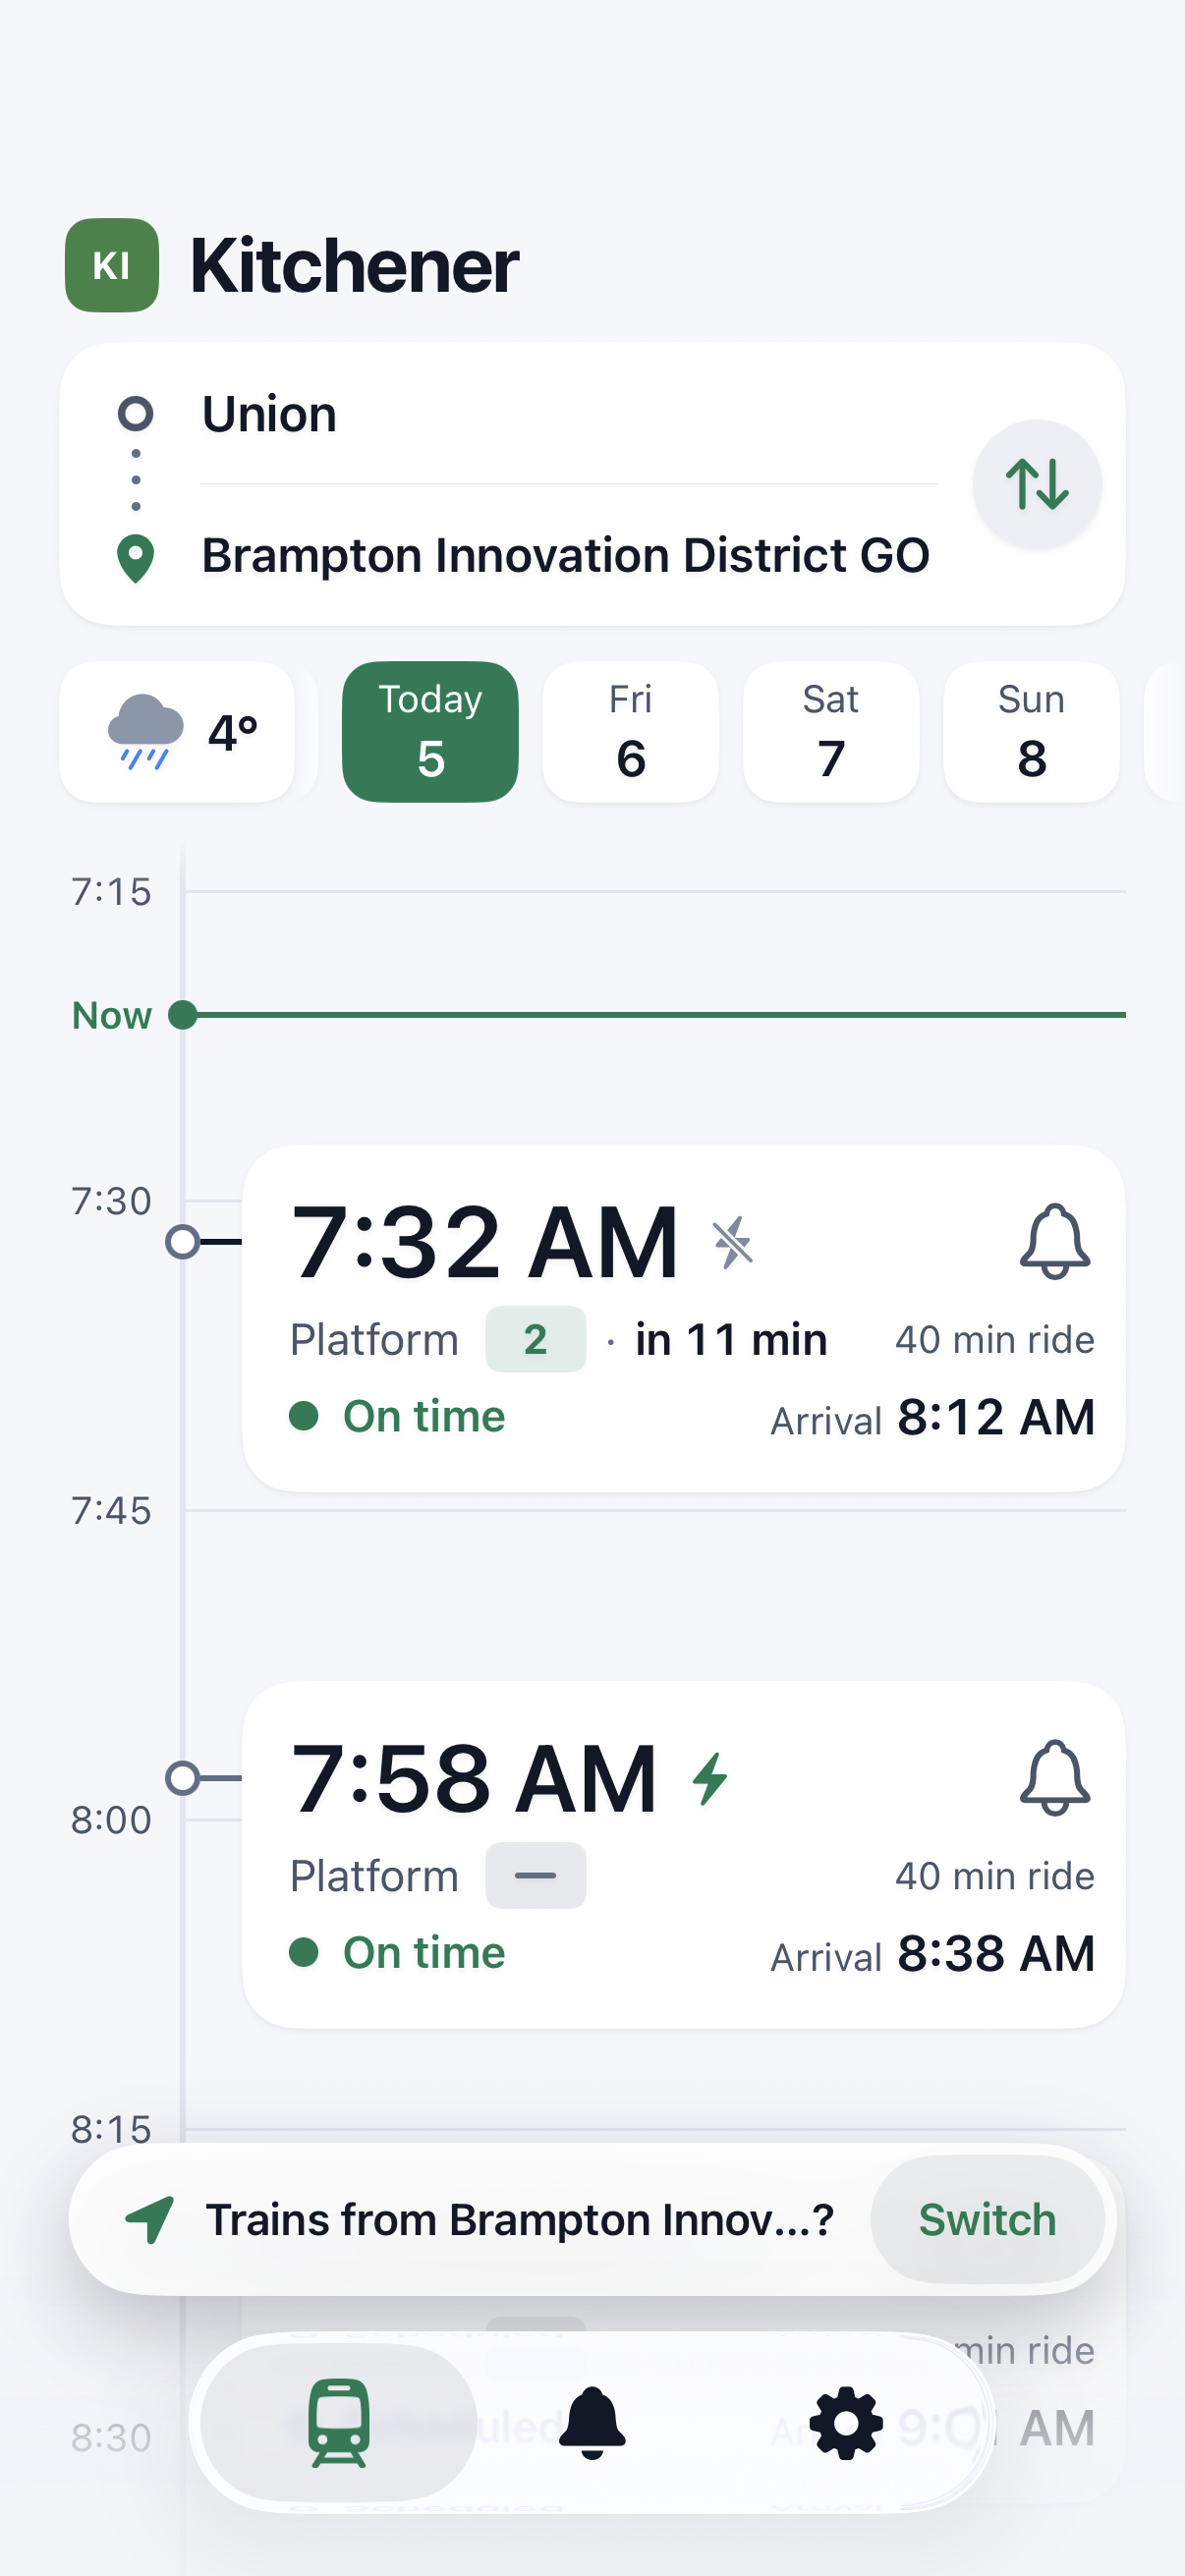 KI Kitchener
Union
Brampton Innovation District GO
4°
Today
5
Fri
6
Sat
7
Sun
8
7:15
Now
7:30
7:32 AM
Platform 2 · in 11 min 40 min ride
On time Arrival 8:12 AM
7:45
7:58 AM
8:00
Platform — 40 min ride
On time Arrival 8:38 AM
8:15
Trains from Brampton Innov...? Switch
min ride
8:30
AM